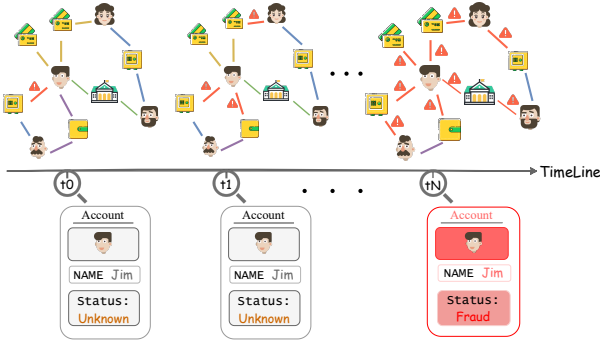 TimeLine
t0
t1
tN
Account
NAME Jim
Status:
Unknown
Account
NAME Jim
Status:
Unknown
Account
NAME Jim
Status:
Fraud